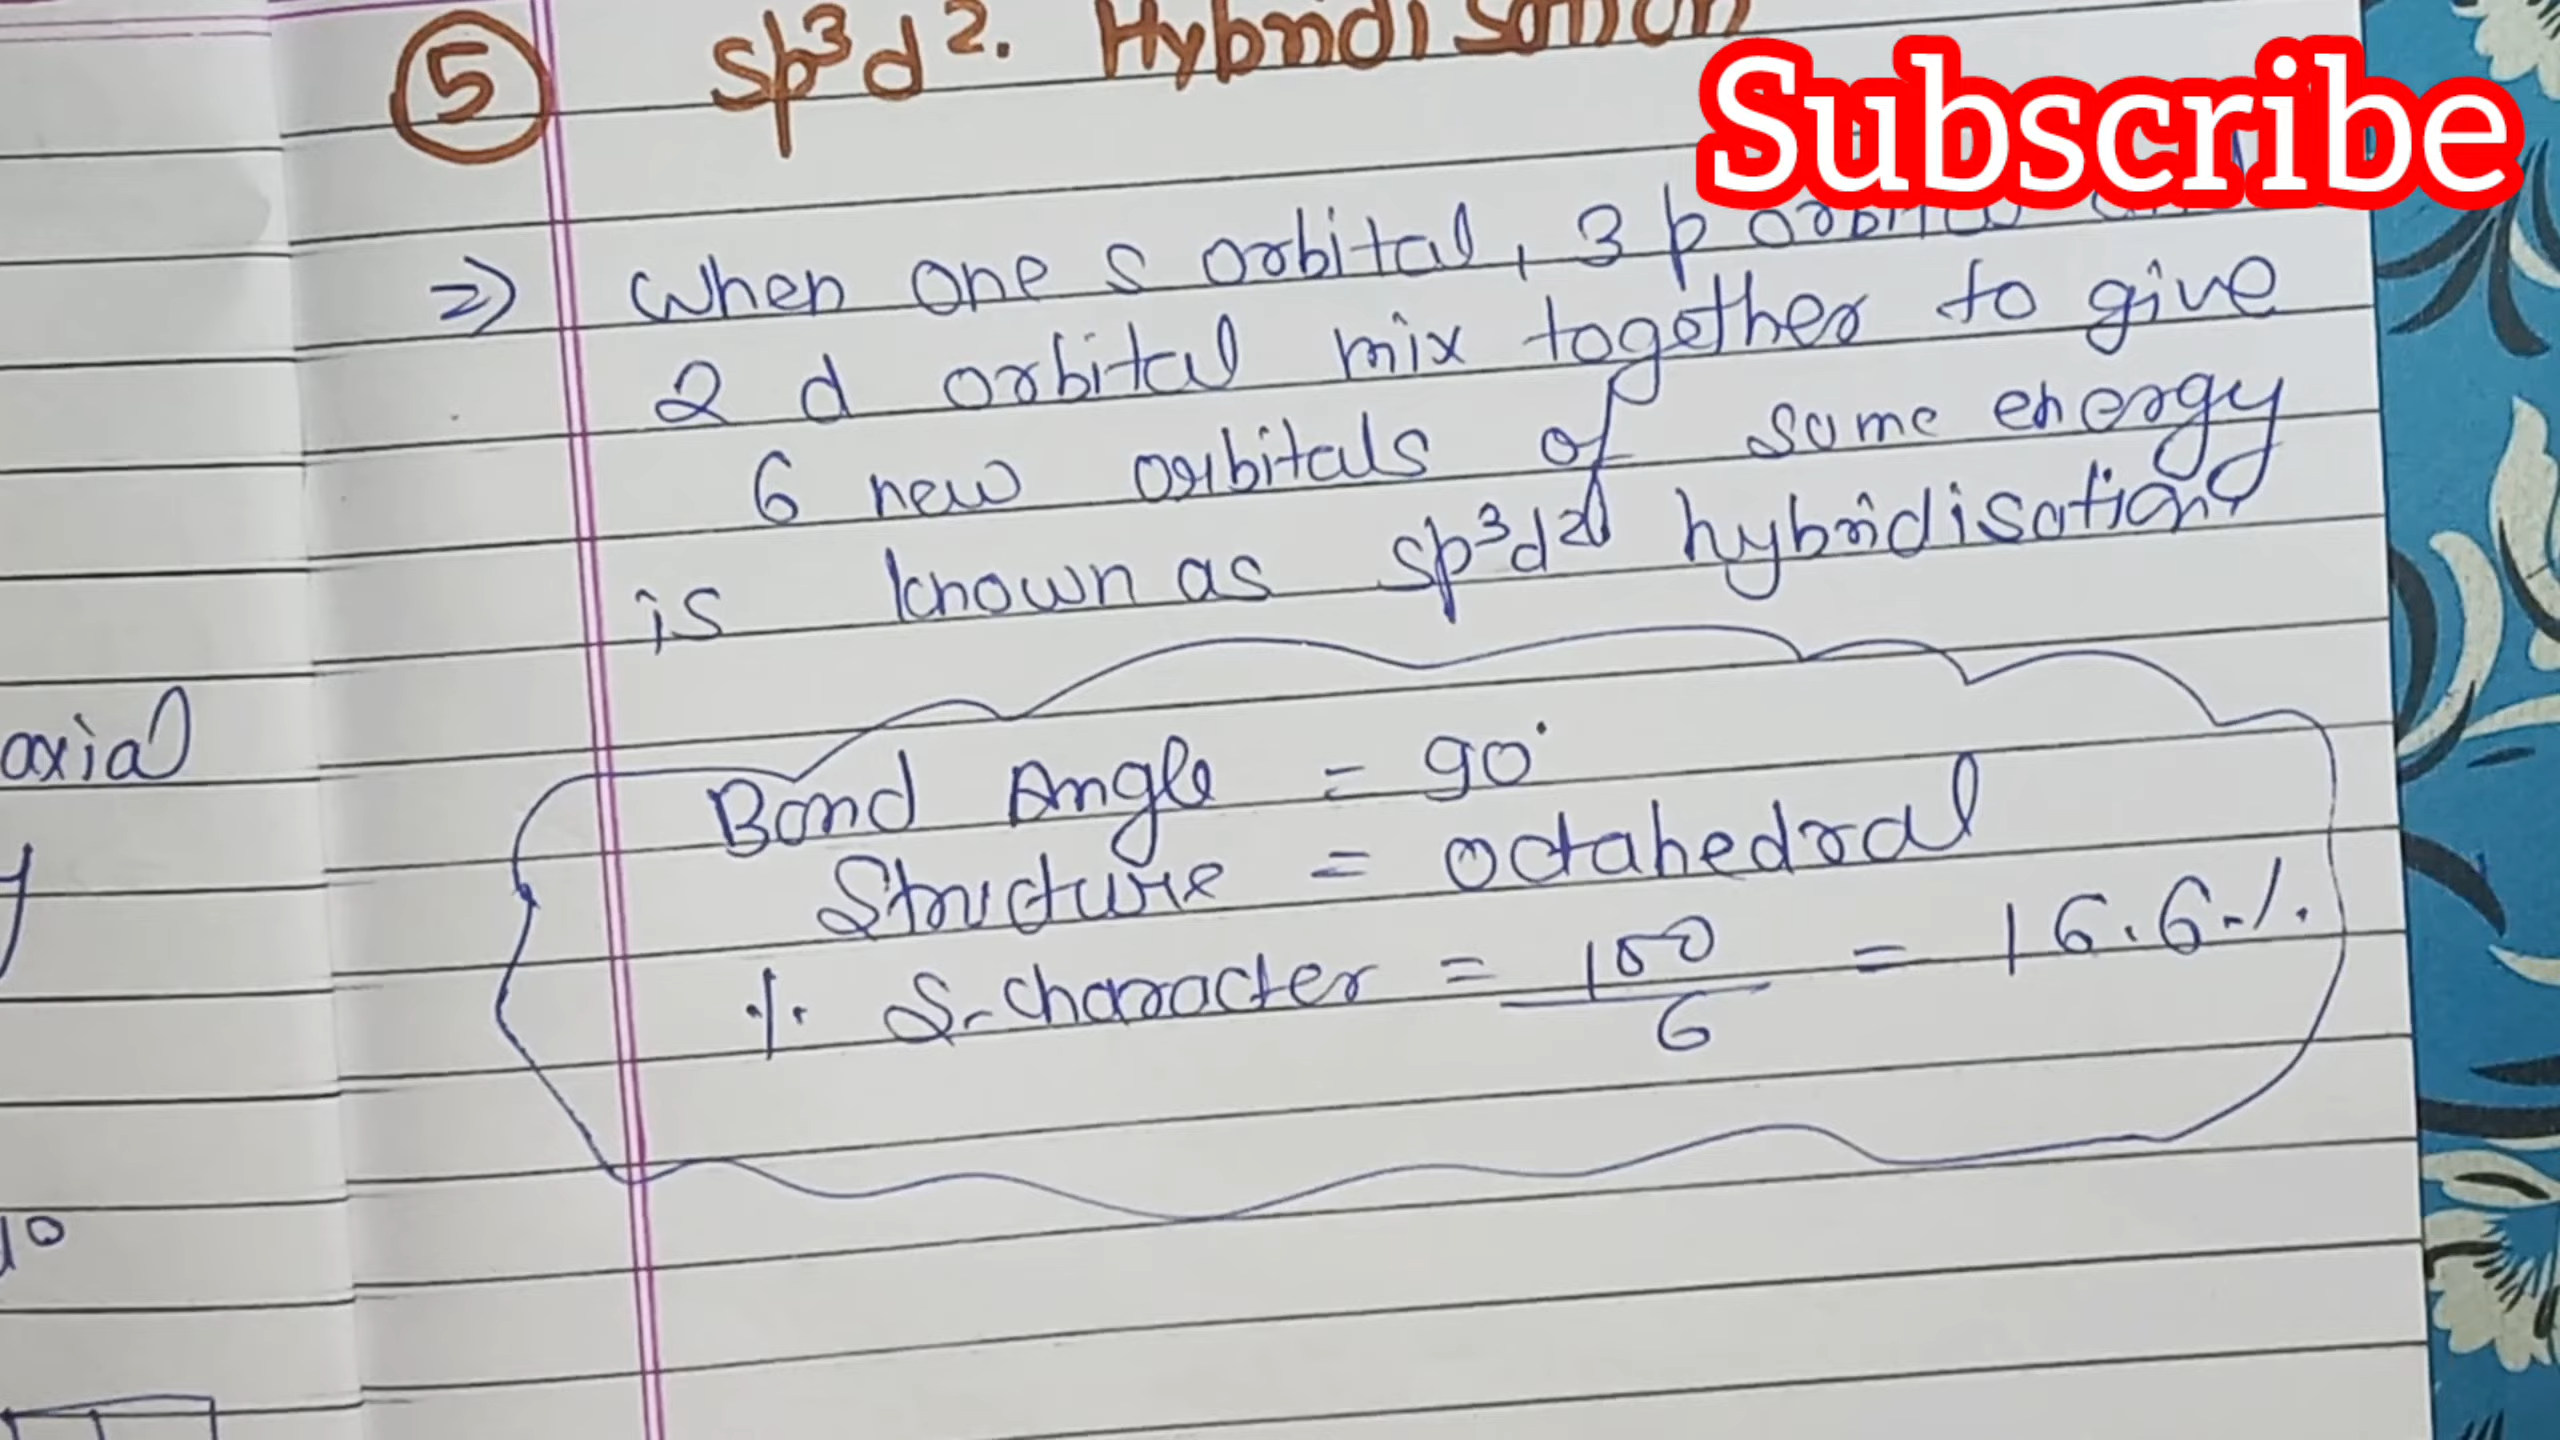 5 sp³d². Hybridisation
Subscribe
⇒ When one s orbital, 3 p orbital
2 d orbital mix together to give
6 new orbitals of same energy
is known as sp³d² hybridisation
axial
Bond Angle = 90°
Structure = octahedral
% S-character = 100/6 = 16.6%